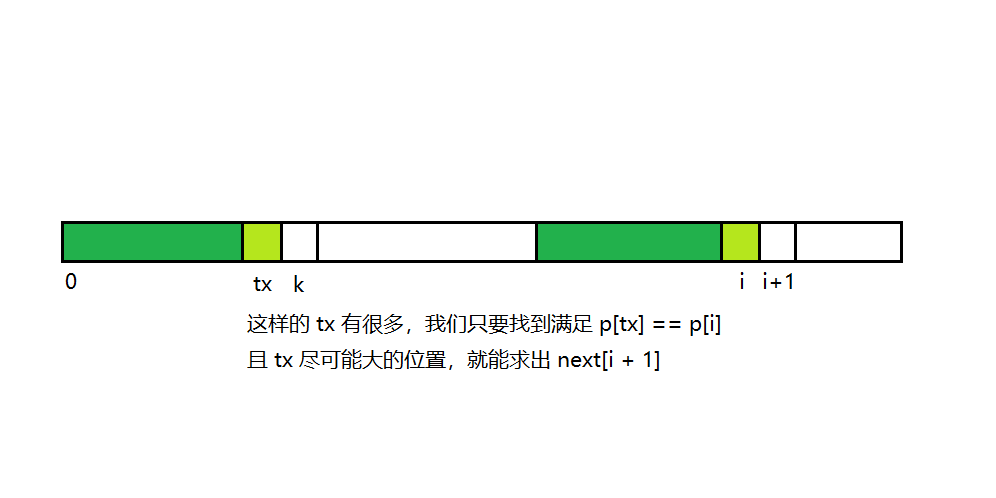 0 tx k i i+1
这样的 tx 有很多，我们只要找到满足 p[tx] == p[i]
且 tx 尽可能大的位置，就能求出 next[i + 1]